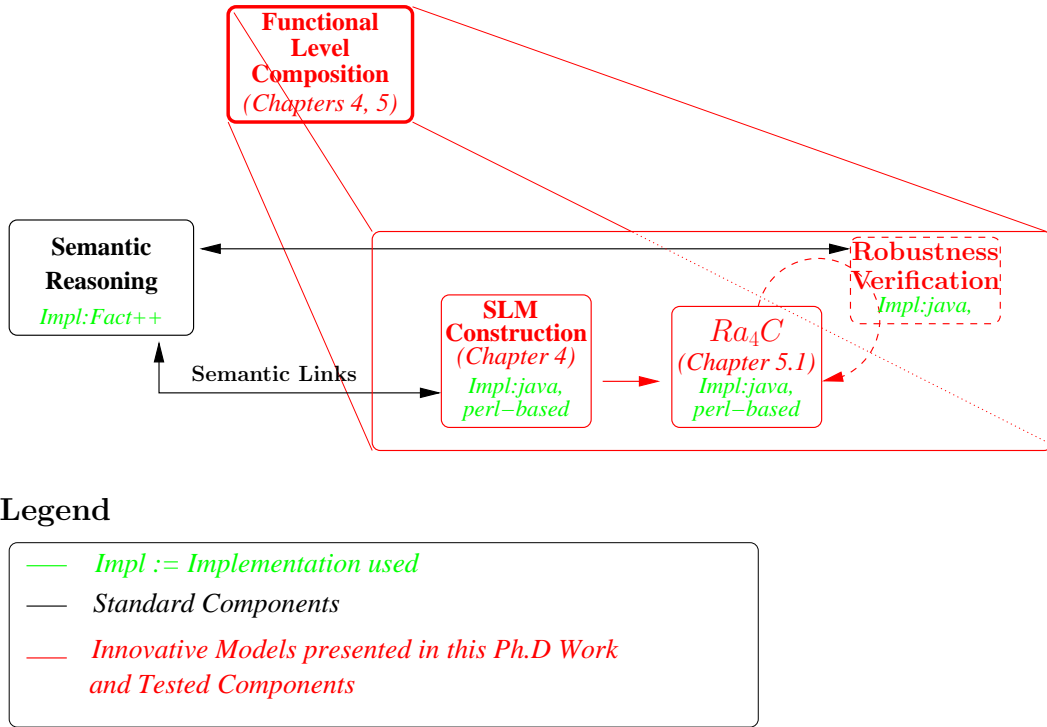 Functional
Level
Composition
(Chapters 4, 5)
Semantic
Reasoning
Impl:Fact++
Robustness
Verification
Impl:java,
SLM
Construction
(Chapter 4)
Impl:java,
perl−based
Ra₄C
(Chapter 5.1)
Impl:java,
perl−based
Semantic Links
Legend
Impl := Implementation used
Standard Components
Innovative Models presented in this Ph.D Work
and Tested Components